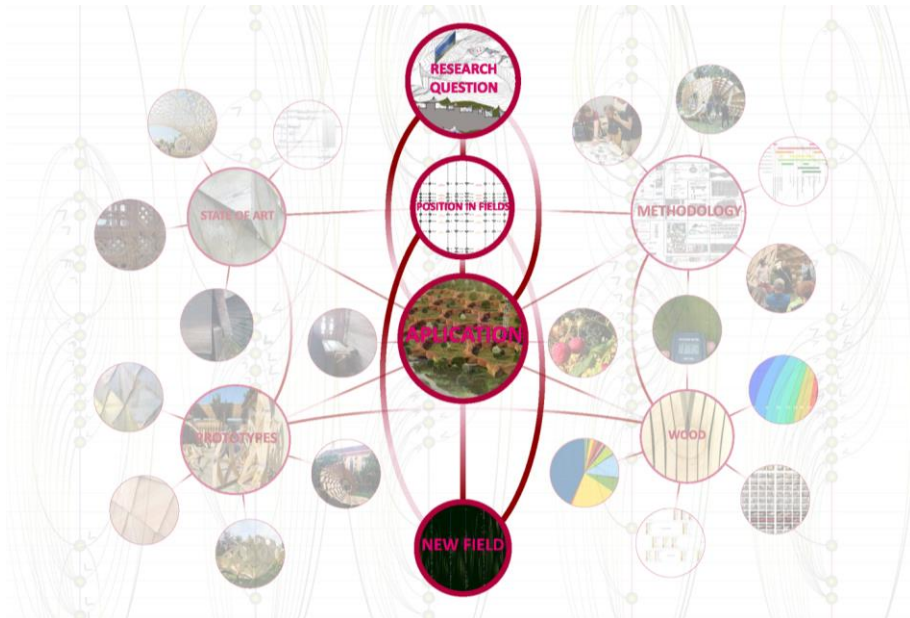 RESEARCH
QUESTION
STATE OF ART
POSITION IN FIELDS
METHODOLOGY
APLICATION
PROTOTYPES
WOOD
NEW FIELD